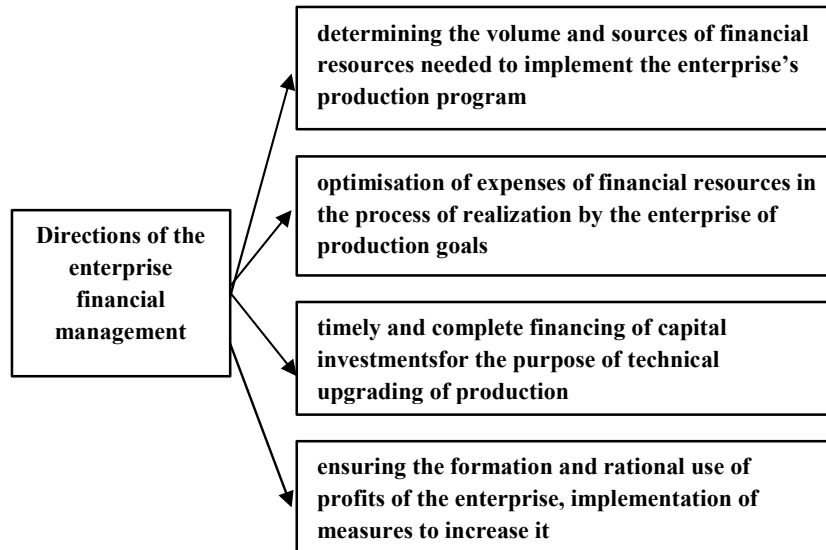 determining the volume and sources of financial
resources needed to implement the enterprise’s
production program
optimisation of expenses of financial resources in
the process of realization by the enterprise of
production goals
Directions of the
enterprise
financial
management
timely and complete financing of capital
investmentsfor the purpose of technical
upgrading of production
ensuring the formation and rational use of
profits of the enterprise, implementation of
measures to increase it